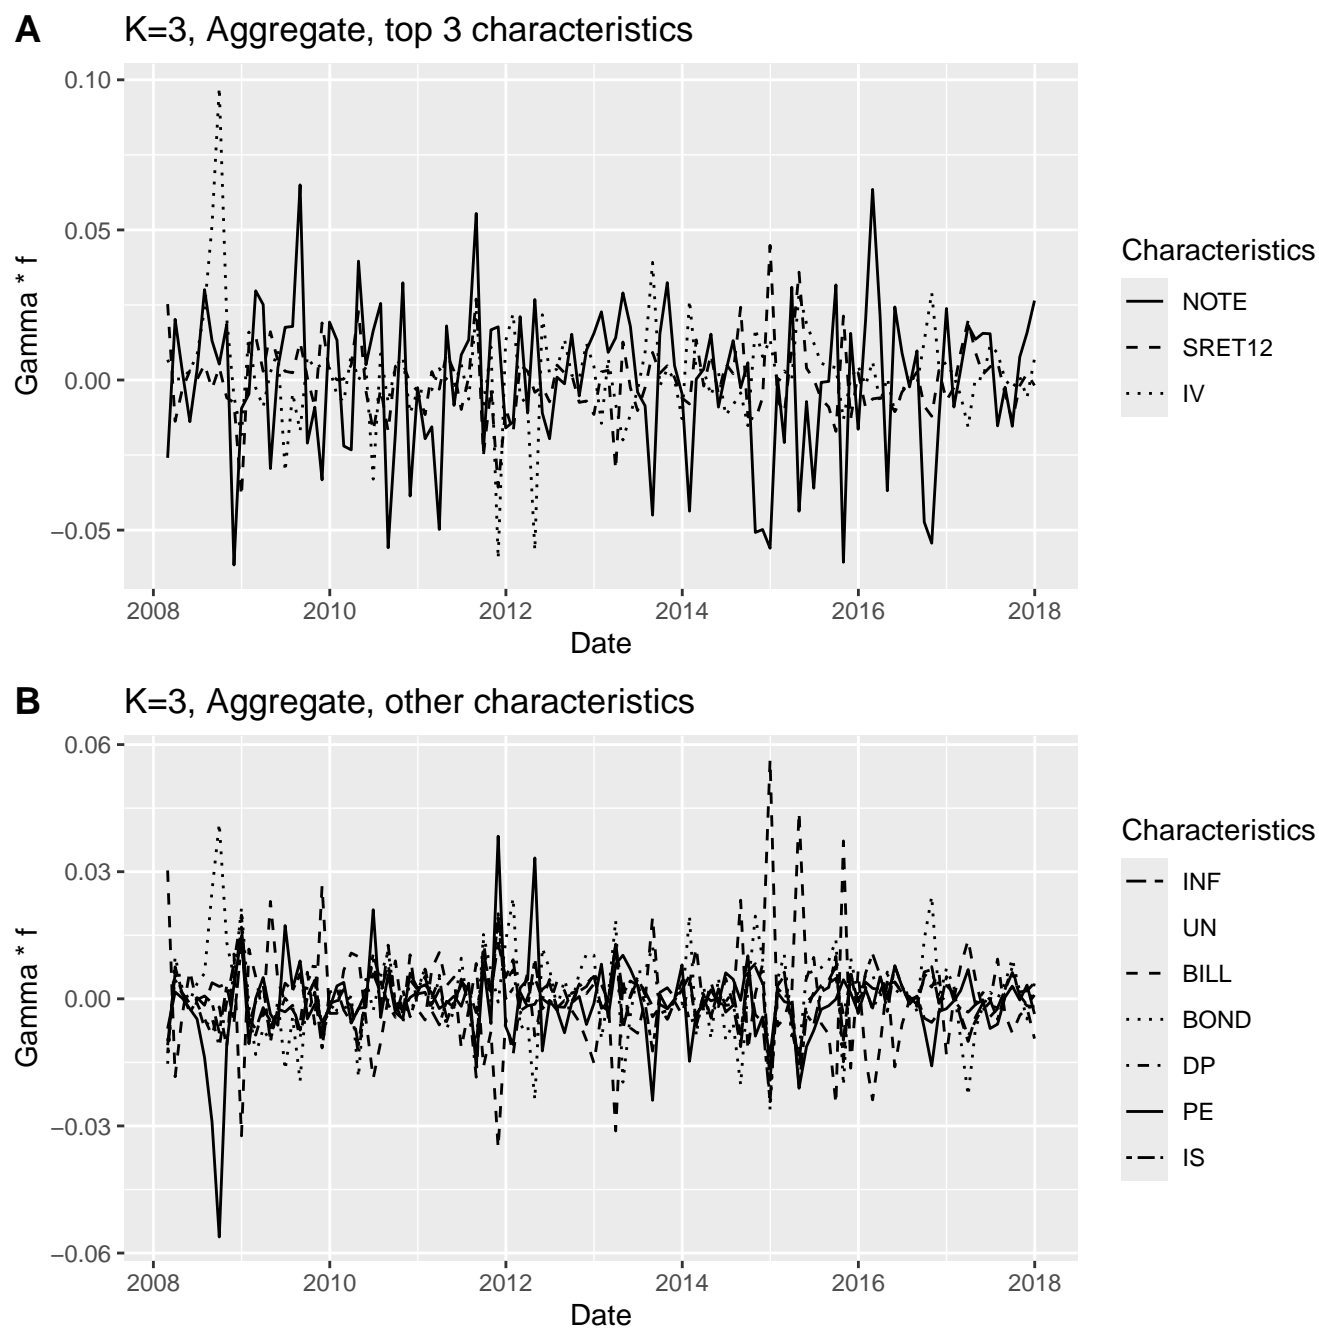 A K=3, Aggregate, top 3 characteristics
0.10
0.05
0.00
−0.05
Gamma * f
2008 2010 2012 2014 2016 2018
Date
Characteristics
NOTE
SRET12
IV
B K=3, Aggregate, other characteristics
0.06
0.03
0.00
−0.03
−0.06
Gamma * f
2008 2010 2012 2014 2016 2018
Date
Characteristics
INF
UN
BILL
BOND
DP
PE
IS